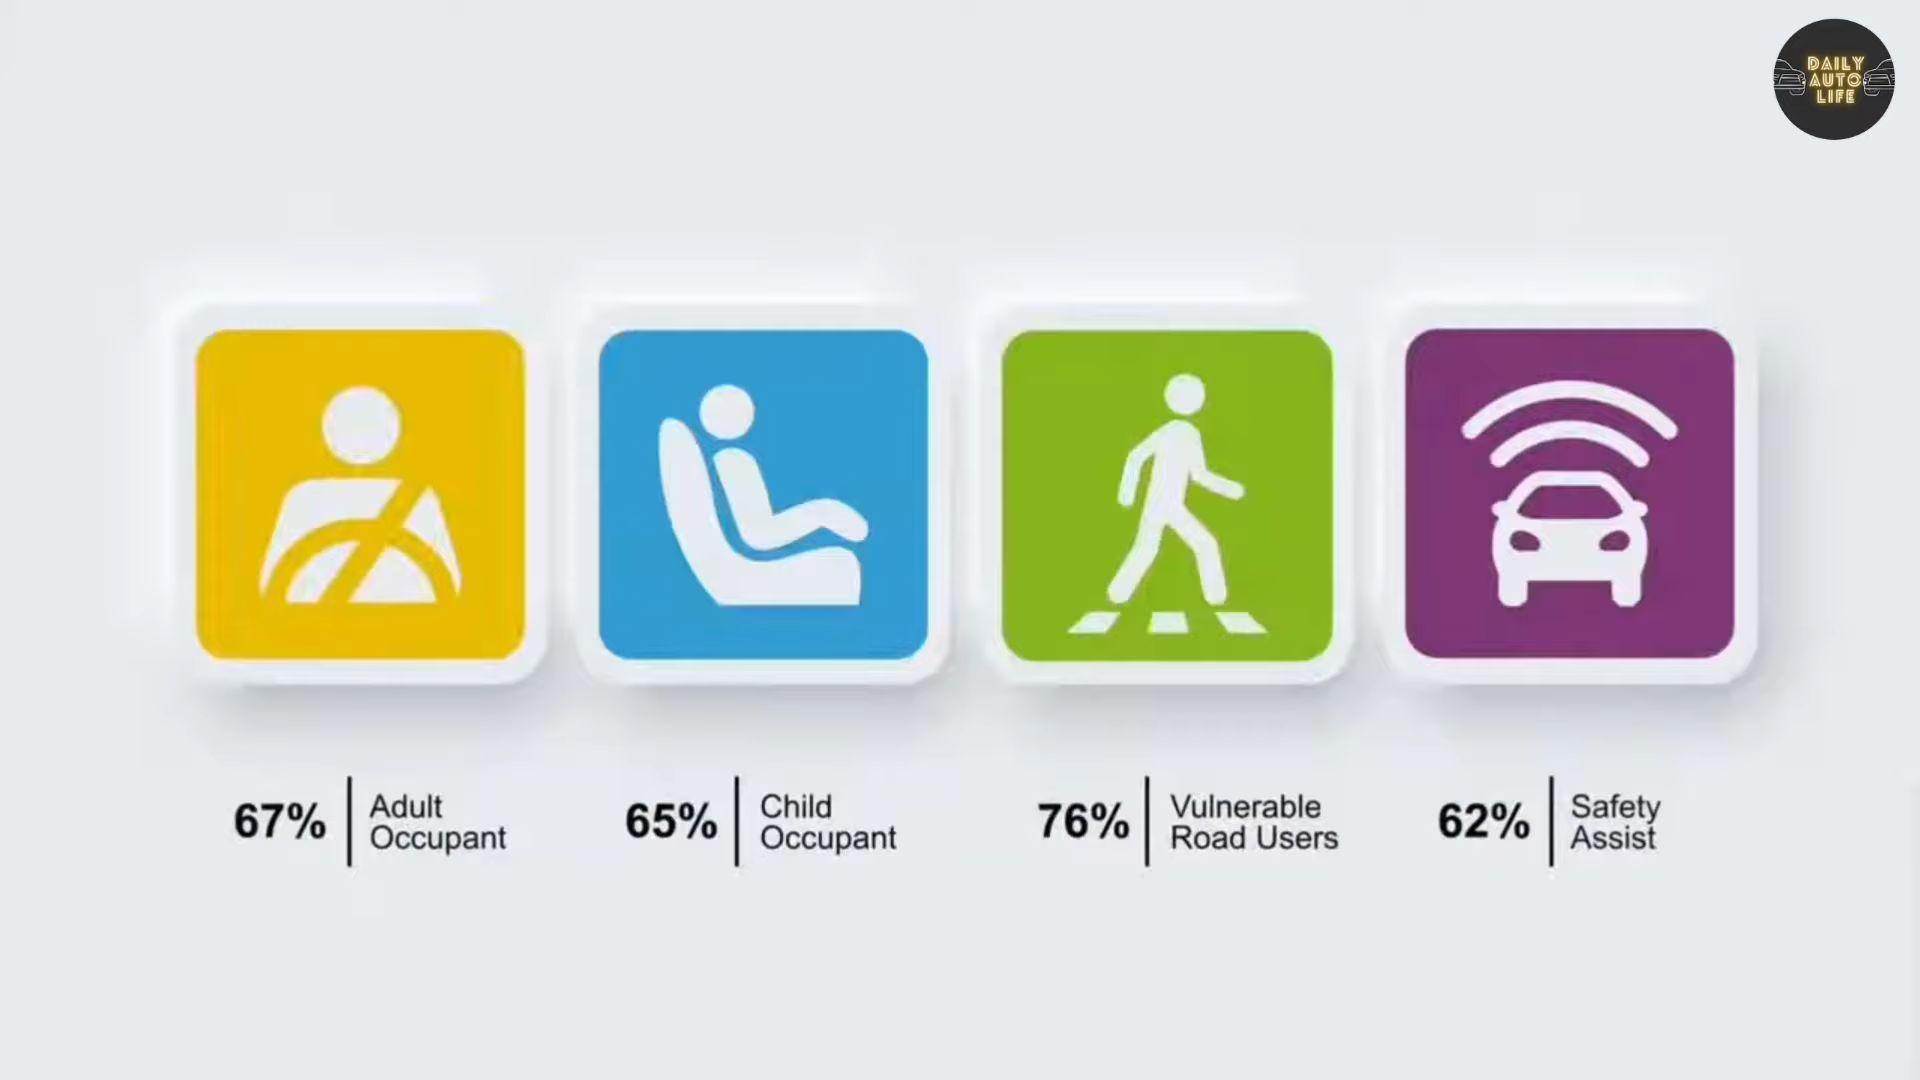 DAILY
AUTO
LIFE
67%
Adult
Occupant
65%
Child
Occupant
76%
Vulnerable
Road Users
62%
Safety
Assist